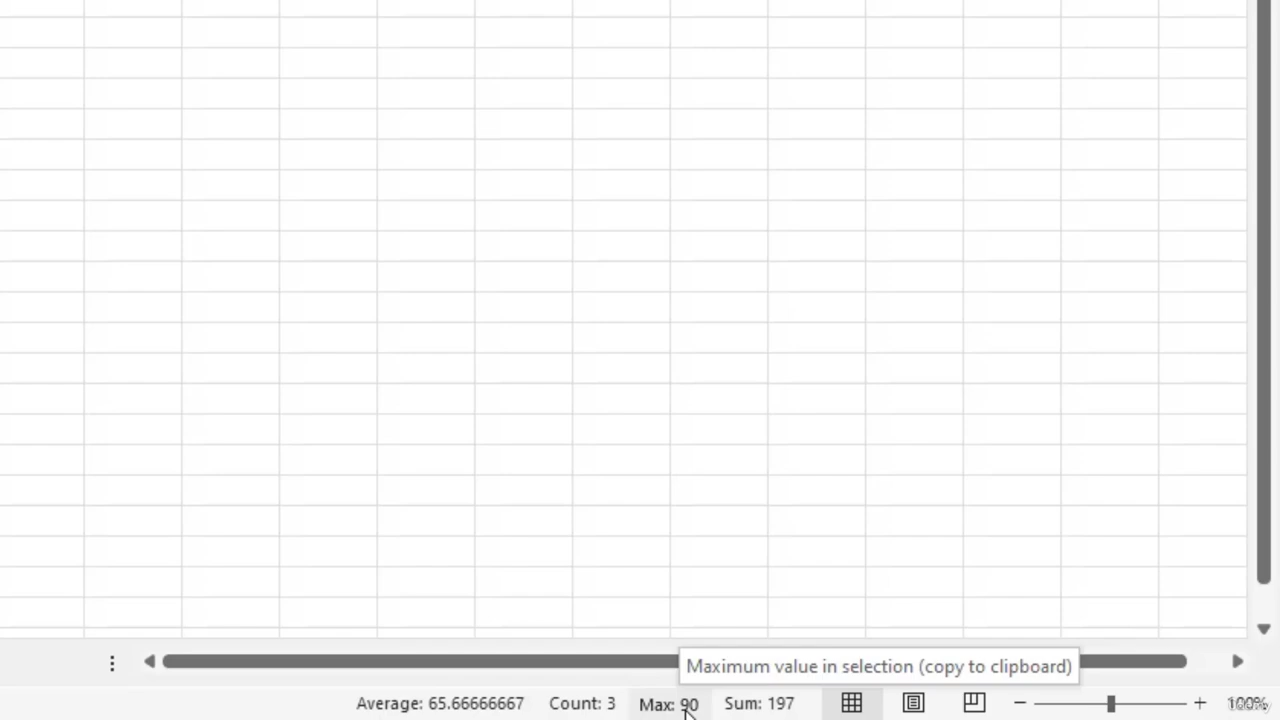 Maximum value in selection (copy to clipboard)
Average: 65.66666667 Count: 3 Max: 90 Sum: 197 100%